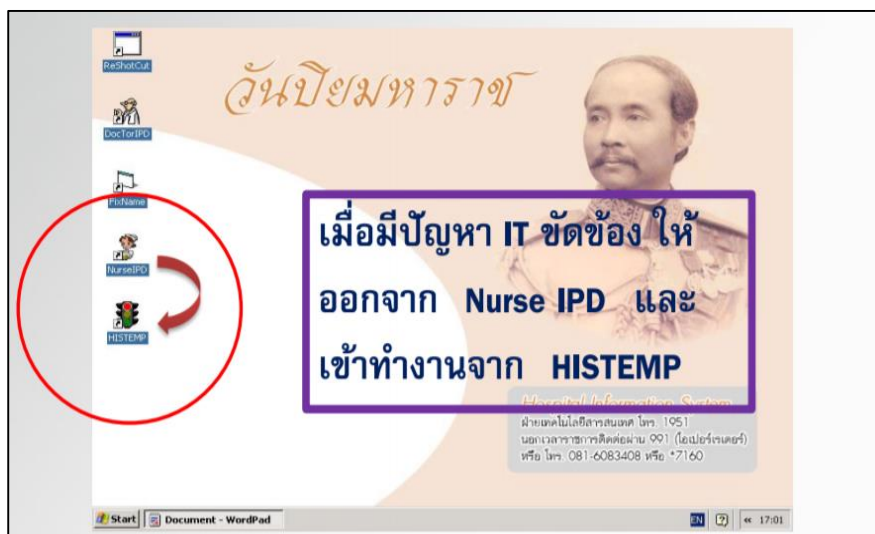 ReShotCut
วันปิยมหาราช
DocTorIPD
FixName
NurseIPD
HISTEMP
เมื่อมีปัญหา IT ขัดข้อง ให้
ออกจาก Nurse IPD และ
เข้าทำงานจาก HISTEMP
Hospital Information System
ฝ่ายเทคโนโลยีสารสนเทศ โทร. 1951
นอกเวลาราชการติดต่อผ่าน 991 (โอเปอร์เรเตอร์)
หรือ โทร. 081-6083408 หรือ *7160
Start Document - WordPad EN « 17:01